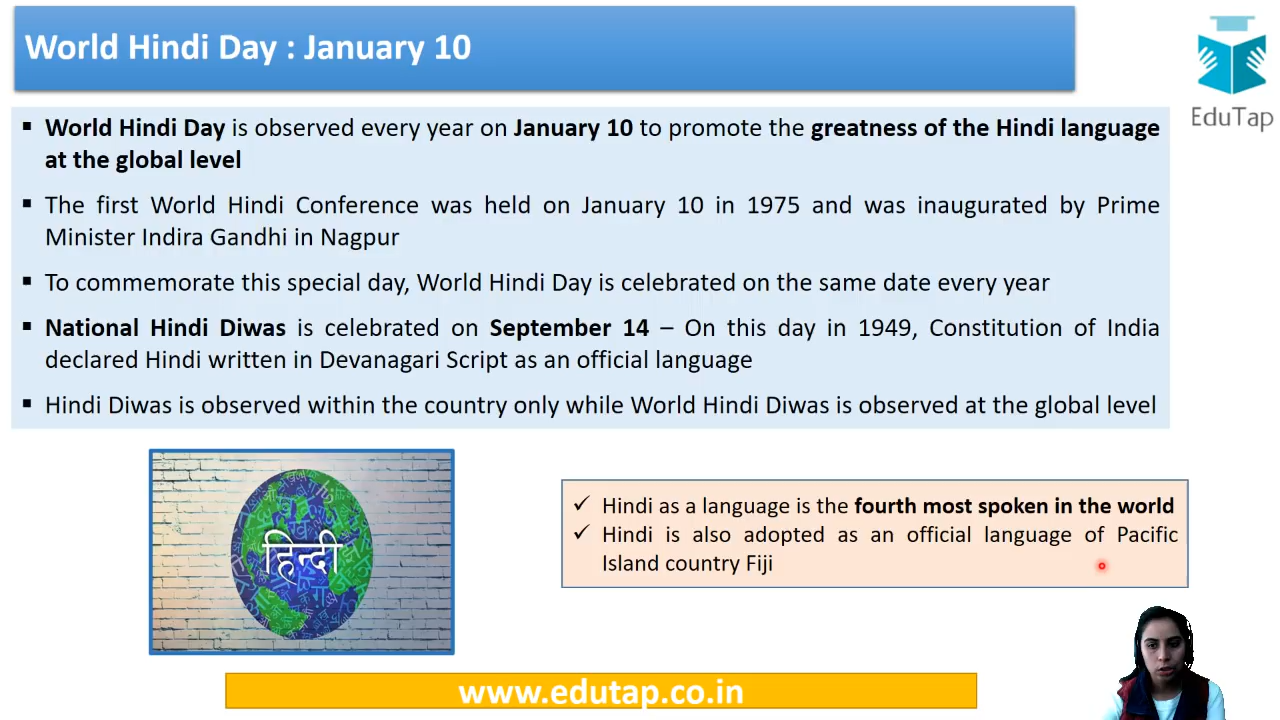 World Hindi Day : January 10
EduTap
▪ World Hindi Day is observed every year on January 10 to promote the greatness of the Hindi language
at the global level
▪ The first World Hindi Conference was held on January 10 in 1975 and was inaugurated by Prime
Minister Indira Gandhi in Nagpur
▪ To commemorate this special day, World Hindi Day is celebrated on the same date every year
▪ National Hindi Diwas is celebrated on September 14 – On this day in 1949, Constitution of India
declared Hindi written in Devanagari Script as an official language
▪ Hindi Diwas is observed within the country only while World Hindi Diwas is observed at the global level
हिन्दी
✓ Hindi as a language is the fourth most spoken in the world
✓ Hindi is also adopted as an official language of Pacific
Island country Fiji
www.edutap.co.in